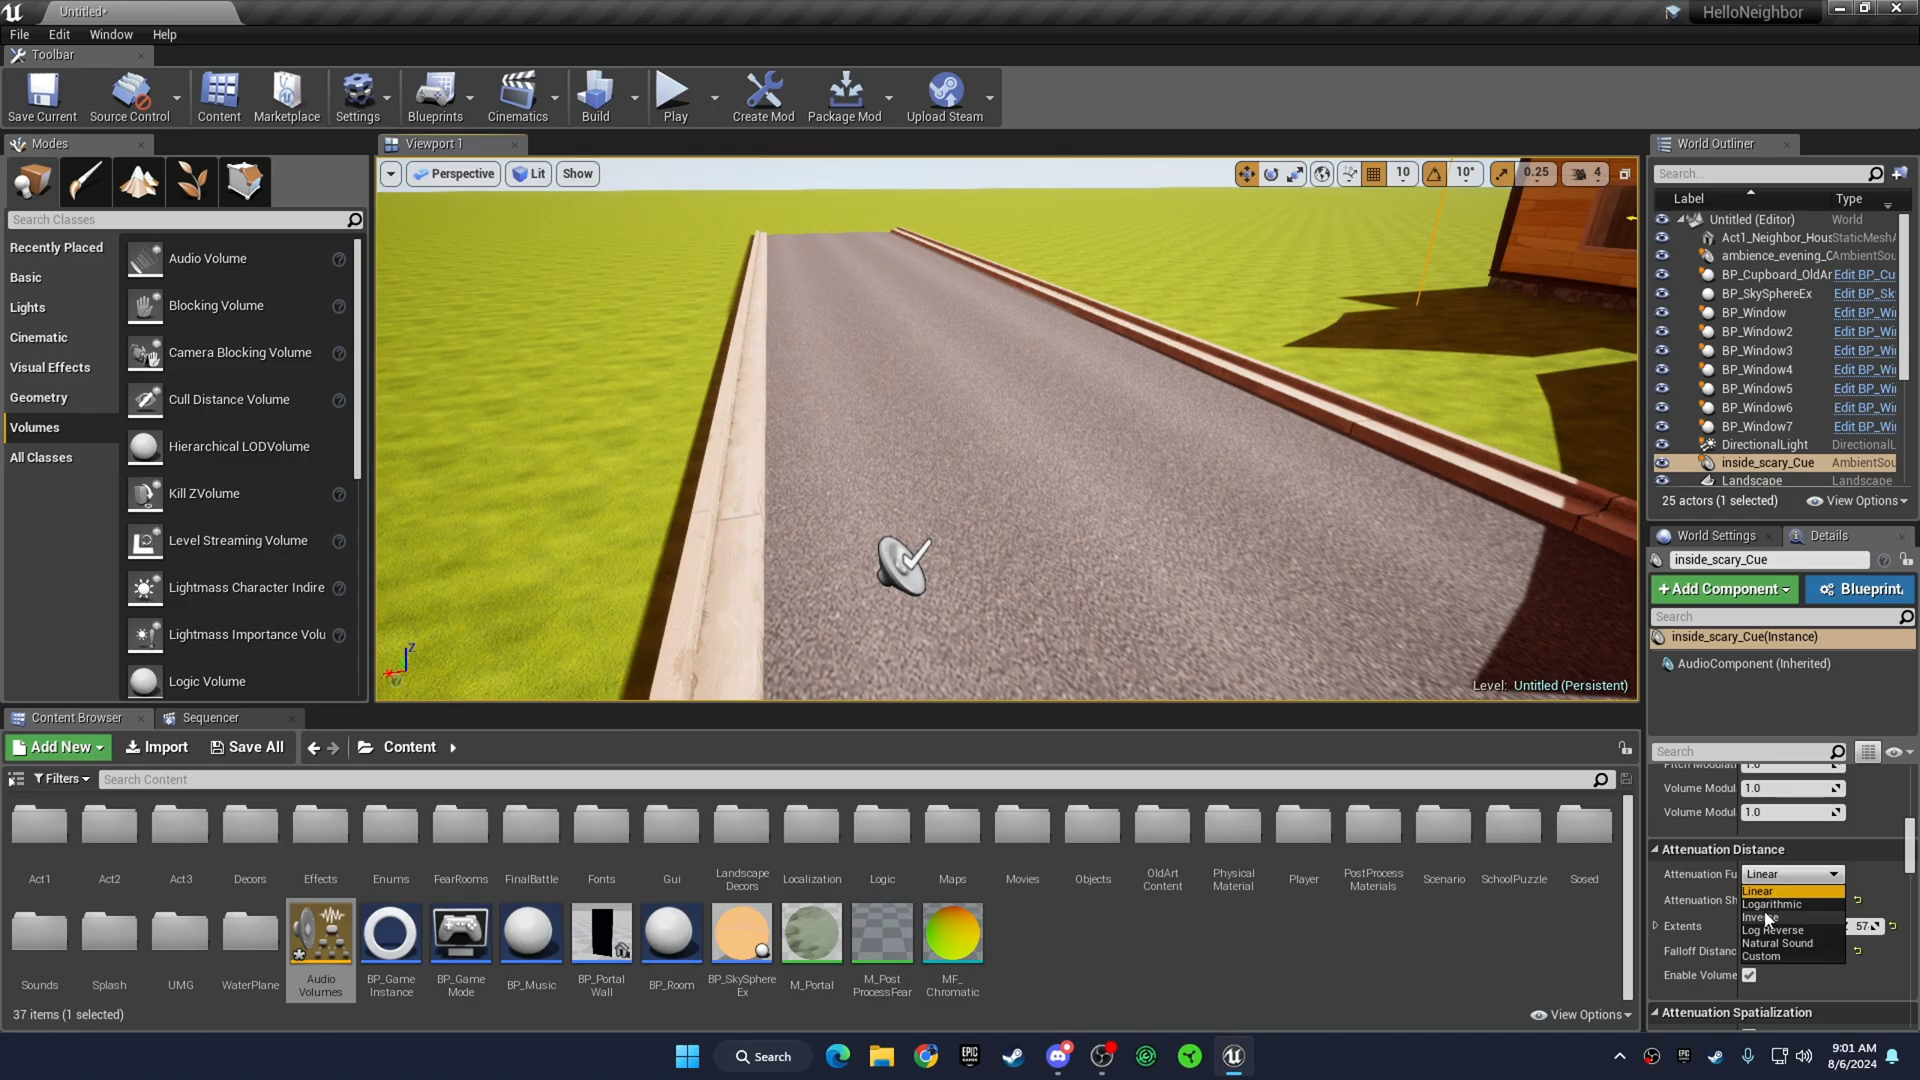 Untitled*
HelloNeighbor
File Edit Window Help
Toolbar
Save Current Source Control Content Marketplace Settings Blueprints Cinematics Build Play Create Mod Package Mod Upload Steam
Modes
Search Classes
Recently Placed
Basic
Lights
Cinematic
Visual Effects
Geometry
Volumes
All Classes
Audio Volume
Blocking Volume
Camera Blocking Volume
Cull Distance Volume
Hierarchical LODVolume
Kill ZVolume
Level Streaming Volume
Lightmass Character Indire
Lightmass Importance Volu
Logic Volume
Viewport 1
Perspective Lit Show
10 10° 0.25 4
Z
Level: Untitled (Persistent)
World Outliner
Search...
Label Type
Untitled (Editor) World
Act1_Neighbor_Hous StaticMeshA
ambience_evening_C AmbientSou
BP_Cupboard_OldAr Edit BP_Cu
BP_SkySphereEx Edit BP_Sk
BP_Window Edit BP_Wi
BP_Window2 Edit BP_Wi
BP_Window3 Edit BP_Wi
BP_Window4 Edit BP_Wi
BP_Window5 Edit BP_Wi
BP_Window6 Edit BP_Wi
BP_Window7 Edit BP_Wi
DirectionalLight DirectionalL
inside_scary_Cue AmbientSou
Landscape Landscape
25 actors (1 selected) View Options
World Settings Details
inside_scary_Cue
+Add Component Blueprint
Search
inside_scary_Cue(Instance)
AudioComponent (Inherited)
Search
Pitch Modulati 1.0
Volume Modul 1.0
Volume Modul 1.0
Attenuation Distance
Attenuation Fu Linear
Linear
Logarithmic
Inverse
Log Reverse
Natural Sound
Custom
Attenuation Sh
Extents 57
Falloff Distanc
Enable Volume
Attenuation Spatialization
Content Browser Sequencer
Add New Import Save All Content
Filters Search Content
Act1 Act2 Act3 Decors Effects Enums FearRooms FinalBattle Fonts Gui Landscape Decors Localization Logic Maps Movies Objects OldArt Content Physical Material Player PostProcess Materials Scenario SchoolPuzzle Sosed
Sounds Splash UMG WaterPlane Audio Volumes BP_Game Instance BP_Game Mode BP_Music BP_Portal Wall BP_Room BP_SkySphere Ex M_Portal M_Post ProcessFear MF_ Chromatic
37 items (1 selected) View Options
Search
EPIC GAMES
9:01 AM
8/6/2024